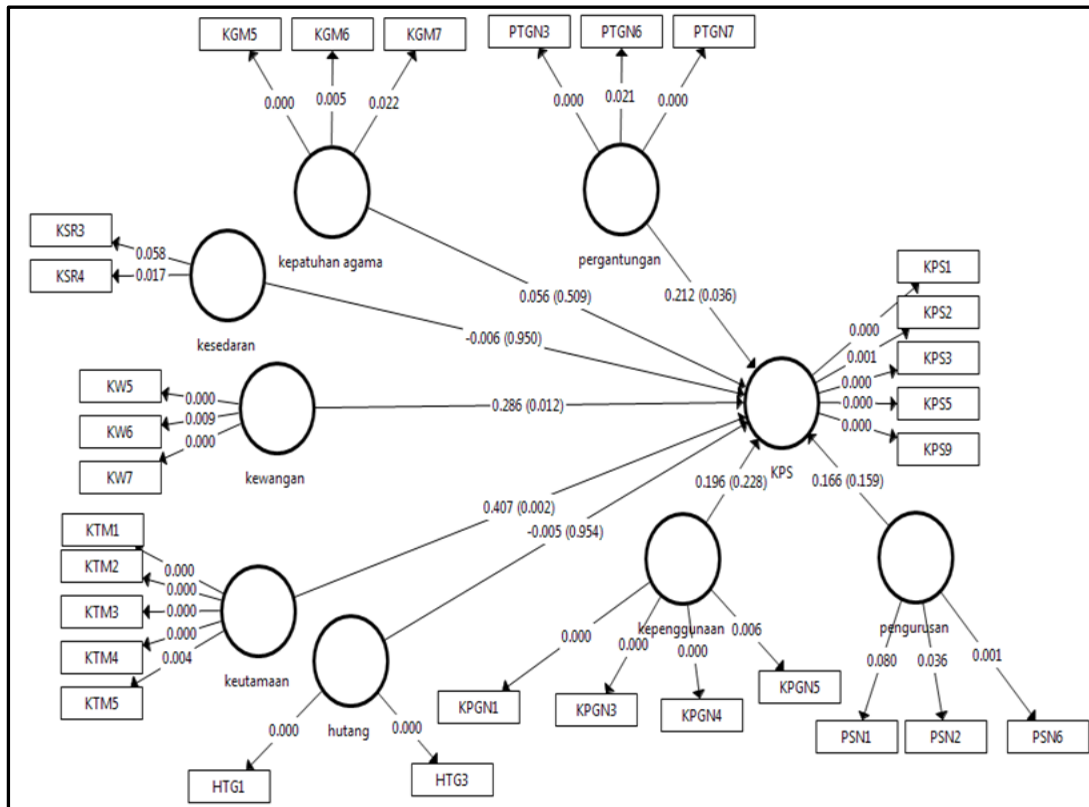 KGM5
KGM6
KGM7
PTGN3
PTGN6
PTGN7
0.000
0.005
0.022
0.000
0.021
0.000
KSR3
KSR4
0.058
0.017
kesedaran
kepatuhan agama
pergantungan
0.056 (0.509)
0.212 (0.036)
-0.006 (0.950)
KPS1
KPS2
KPS3
KPS5
KPS9
0.000
0.001
0.000
0.000
0.000
KPS
KW5
KW6
KW7
0.000
0.009
0.000
kewangan
0.286 (0.012)
0.407 (0.002)
-0.005 (0.954)
0.196 (0.228)
0.166 (0.159)
KTM1
KTM2
KTM3
KTM4
KTM5
0.000
0.000
0.000
0.000
0.004
keutamaan
hutang
0.000
0.000
HTG1
HTG3
kepenggunaan
0.000
0.000
0.000
0.006
KPGN1
KPGN3
KPGN4
KPGN5
pengurusan
0.080
0.036
0.001
PSN1
PSN2
PSN6